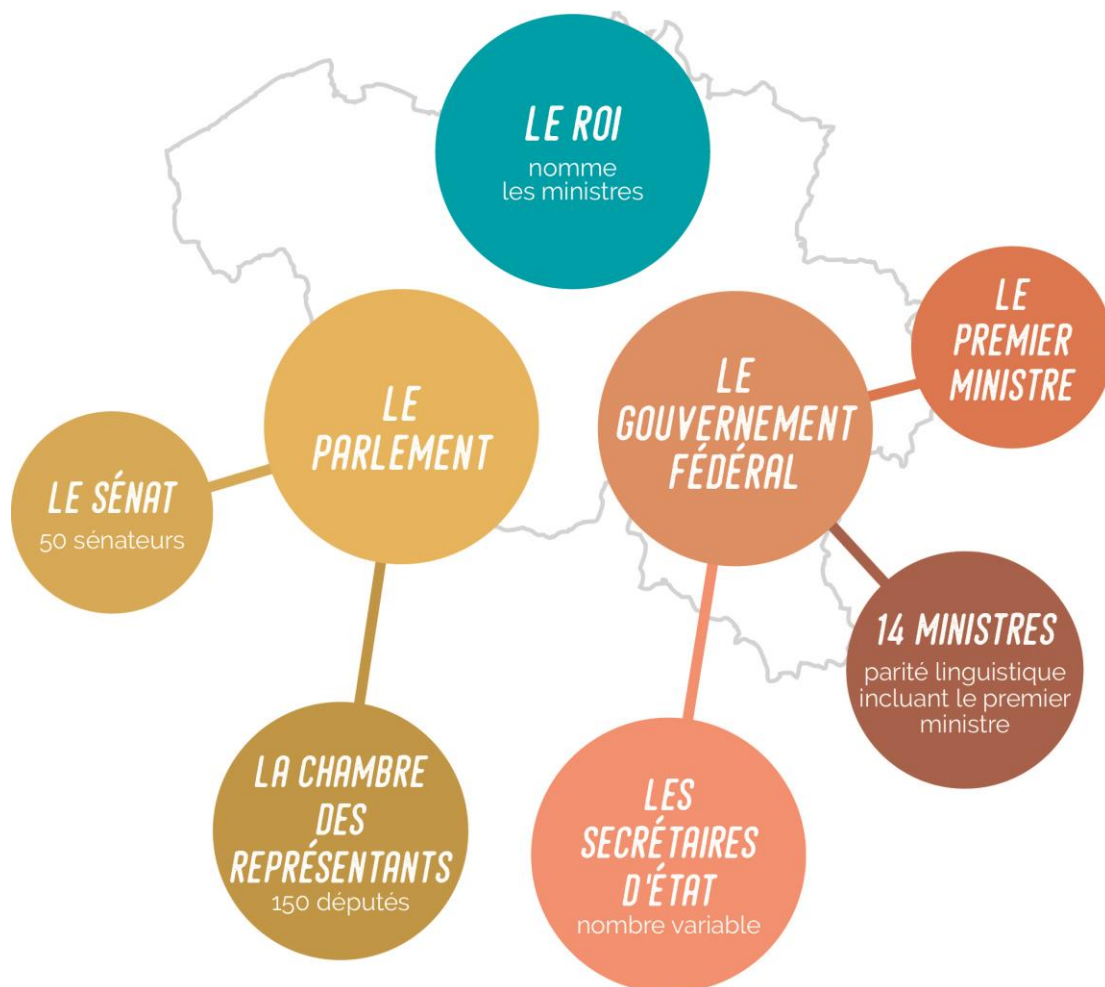 LE ROI
nomme
les ministres
LE
PREMIER
MINISTRE
LE
PARLEMENT
LE
GOUVERNEMENT
FÉDÉRAL
LE SÉNAT
50 sénateurs
14 MINISTRES
parité linguistique
incluant le premier
ministre
LA CHAMBRE
DES
REPRÉSENTANTS
150 députés
LES
SECRÉTAIRES
D'ÉTAT
nombre variable